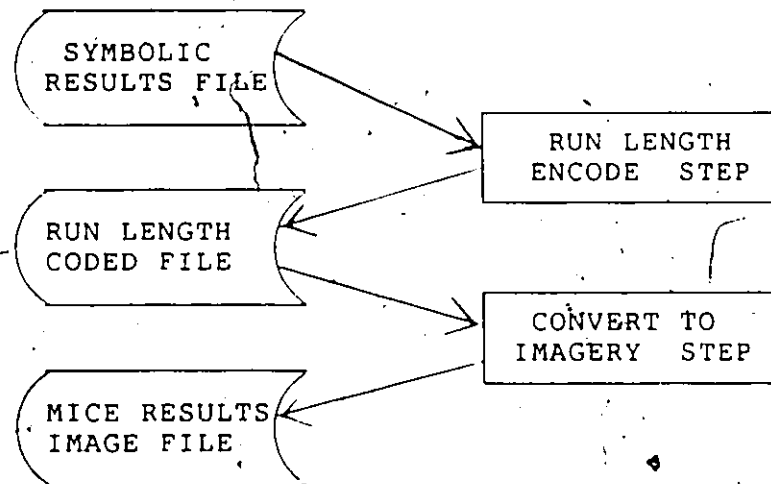 SYMBOLIC
RESULTS FILE
RUN LENGTH
ENCODE STEP
RUN LENGTH
CODED FILE
CONVERT TO
IMAGERY STEP
MICE RESULTS
IMAGE FILE